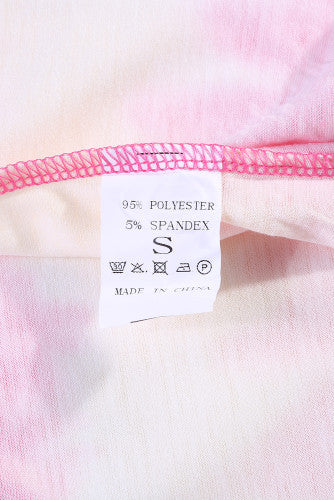 95% POLYESTER
5% SPANDEX
S
P
MADE IN CHINA